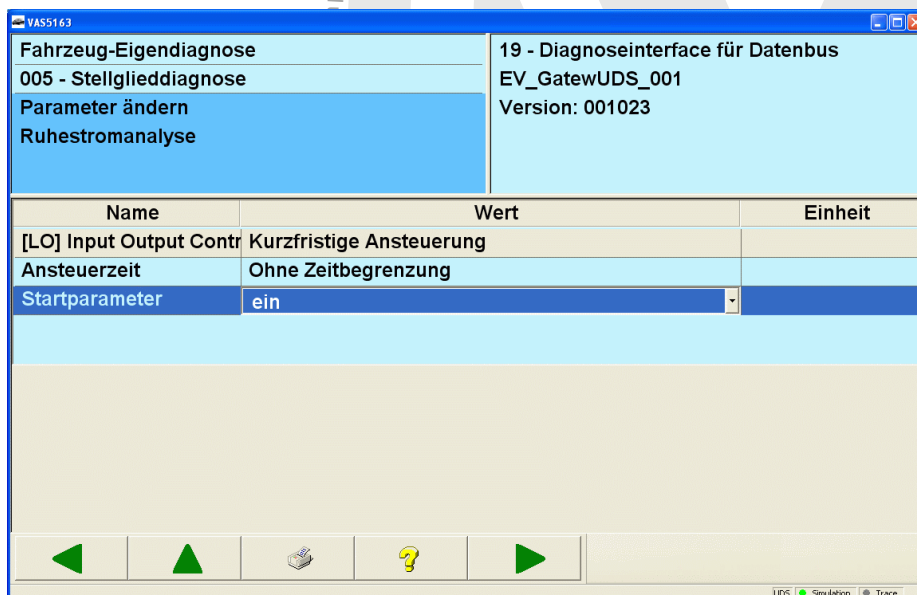 VAS5163
Fahrzeug-Eigendiagnose
005 - Stellglieddiagnose
Parameter ändern
Ruhestromanalyse
19 - Diagnoseinterface für Datenbus
EV_GatewUDS_001
Version: 001023
Name Wert Einheit
[LO] Input Output Contr Kurzfristige Ansteuerung
Ansteuerzeit Ohne Zeitbegrenzung
Startparameter ein
UDS Simulation Trace